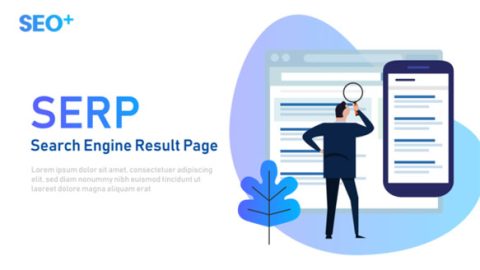 SEO+
SERP
Search Engine Result Page
Lorem ipsum dolor sit amet, consectetuer adipiscing
elit, sed diam nonummy nibh euismod tincidunt ut
laoreet dolore magna aliquam erat